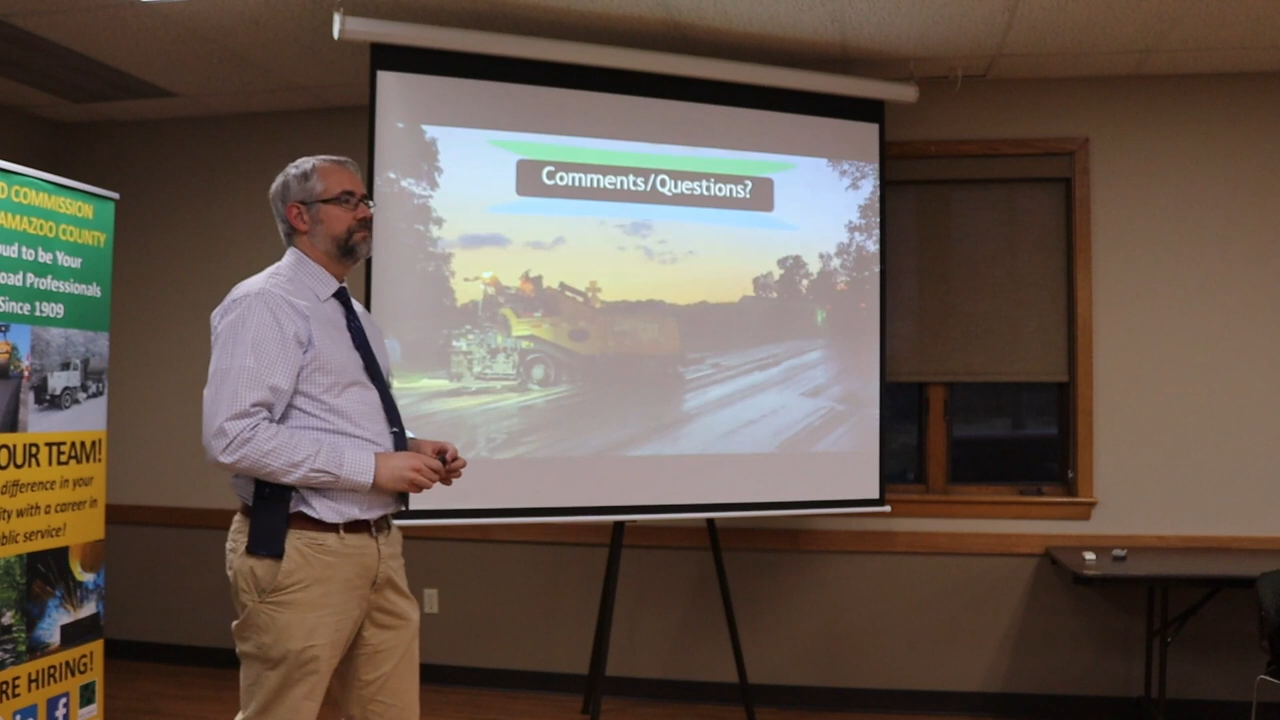 D COMMISSION
AMAZOO COUNTY
ud to be Your
oad Professionals
Since 1909
OUR TEAM!
difference in your
ity with a career in
blic service!
RE HIRING!
in f
Comments/Questions?